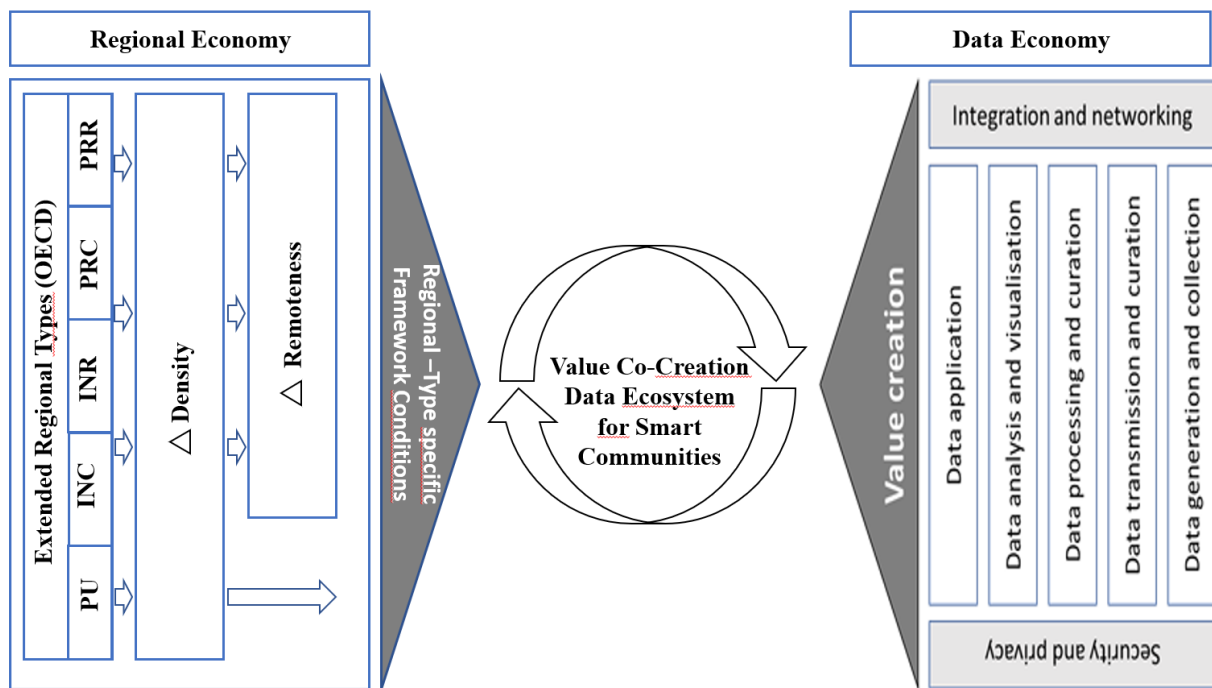 Regional Economy
Data Economy
Extended Regional Types (OECD)
PRR
PRC
INR
INC
PU
△ Density
△ Remoteness
Regional –Type specific
Framework Conditions
Value Co-Creation
Data Ecosystem
for Smart
Communities
Value creation
Integration and networking
Data application
Data analysis and visualisation
Data processing and curation
Data transmission and curation
Data generation and collection
Security and privacy